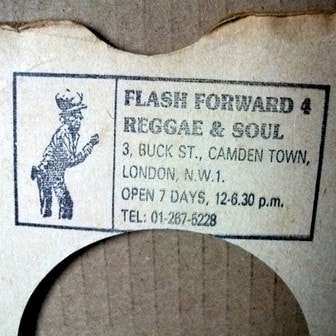 FLASH FORWARD 4
REGGAE & SOUL
3, BUCK ST., CAMDEN TOWN,
LONDON, N.W.1.
OPEN 7 DAYS, 12-6.30 p.m.
TEL: 01-267-5228